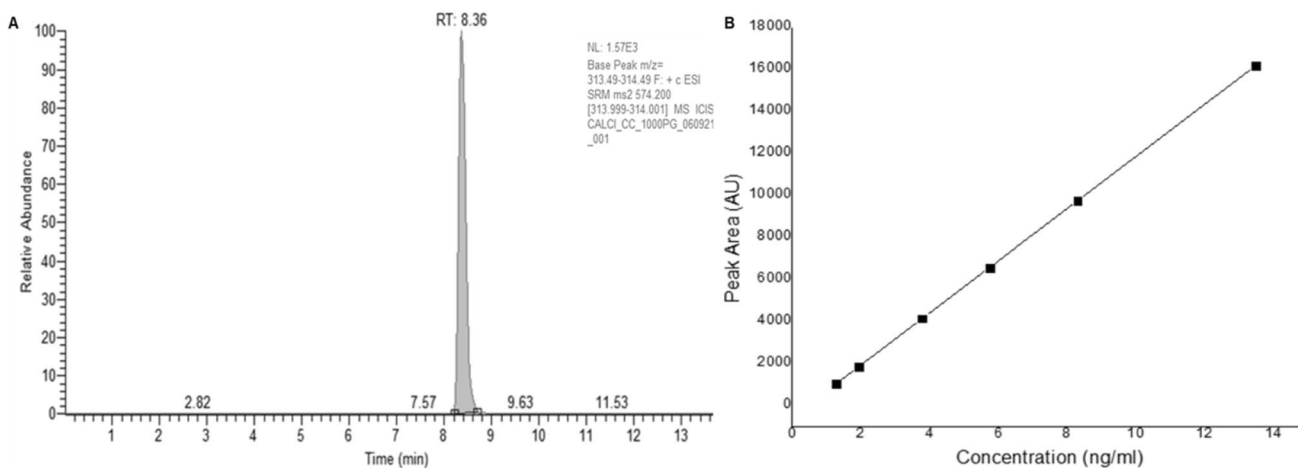 A
RT: 8.36
100
90
80
70
60
50
40
30
20
10
0
Relative Abundance
NL: 1.57E3
Base Peak m/z=
313.49-314.49 F: + c ESI
SRM ms2 574.200
[313.999-314.001] MS ICIS
CALCI_CC_1000PG_060921
_001
2.82
7.57
9.63
11.53
1 2 3 4 5 6 7 8 9 10 11 12 13
Time (min)
B
18000
16000
14000
12000
10000
8000
6000
4000
2000
0
Peak Area (AU)
0 2 4 6 8 10 12 14
Concentration (ng/ml)